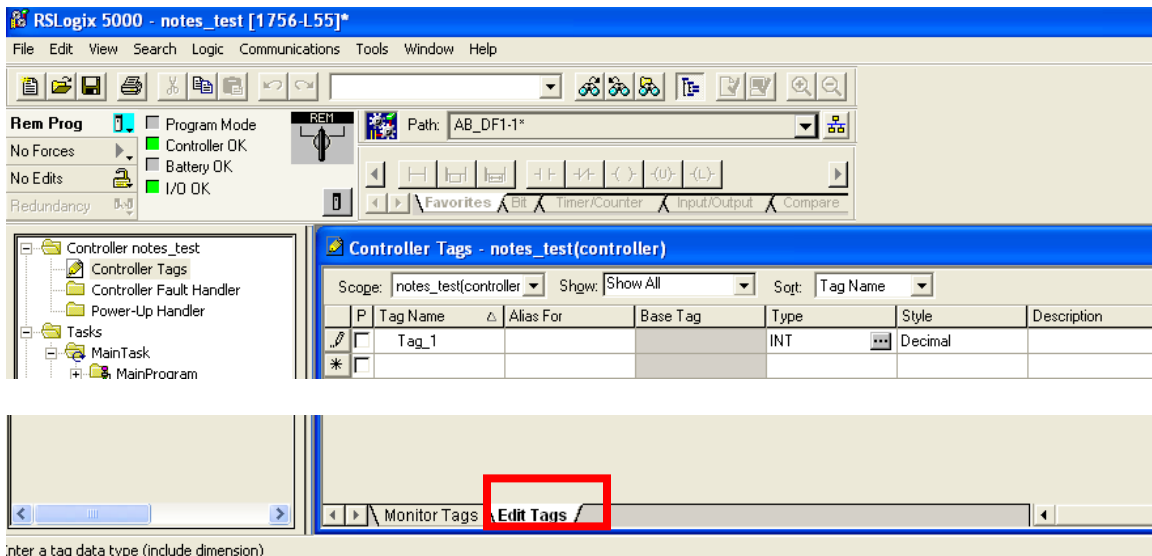 RSLogix 5000 - notes_test [1756-L55]*
File Edit View Search Logic Communications Tools Window Help
Rem Prog
Program Mode
REM
Path: AB_DF1-1*
No Forces
Controller OK
Battery OK
No Edits
I/O OK
Redundancy
Favorites Bit Timer/Counter Input/Output Compare
Controller notes_test
Controller Tags
Controller Fault Handler
Power-Up Handler
Tasks
MainTask
MainProgram
Controller Tags - notes_test(controller)
Scope: notes_test(controller Show: Show All Sort: Tag Name
P Tag Name Alias For Base Tag Type Style Description
Tag_1 INT ... Decimal
*
Monitor Tags Edit Tags
Enter a tag data type (include dimension)